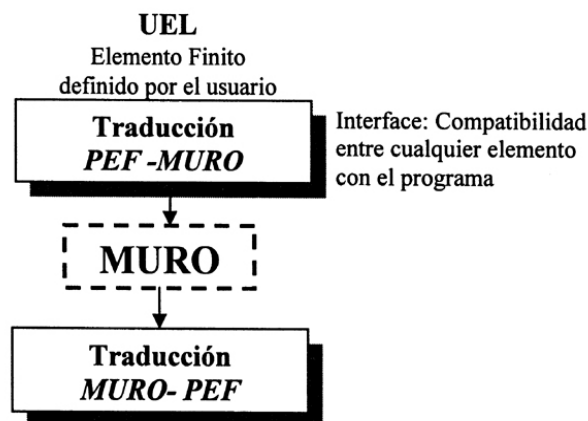 UEL
Elemento Finito
definido por el usuario
Traducción
PEF -MURO
Interface: Compatibilidad
entre cualquier elemento
con el programa
MURO
Traducción
MURO- PEF